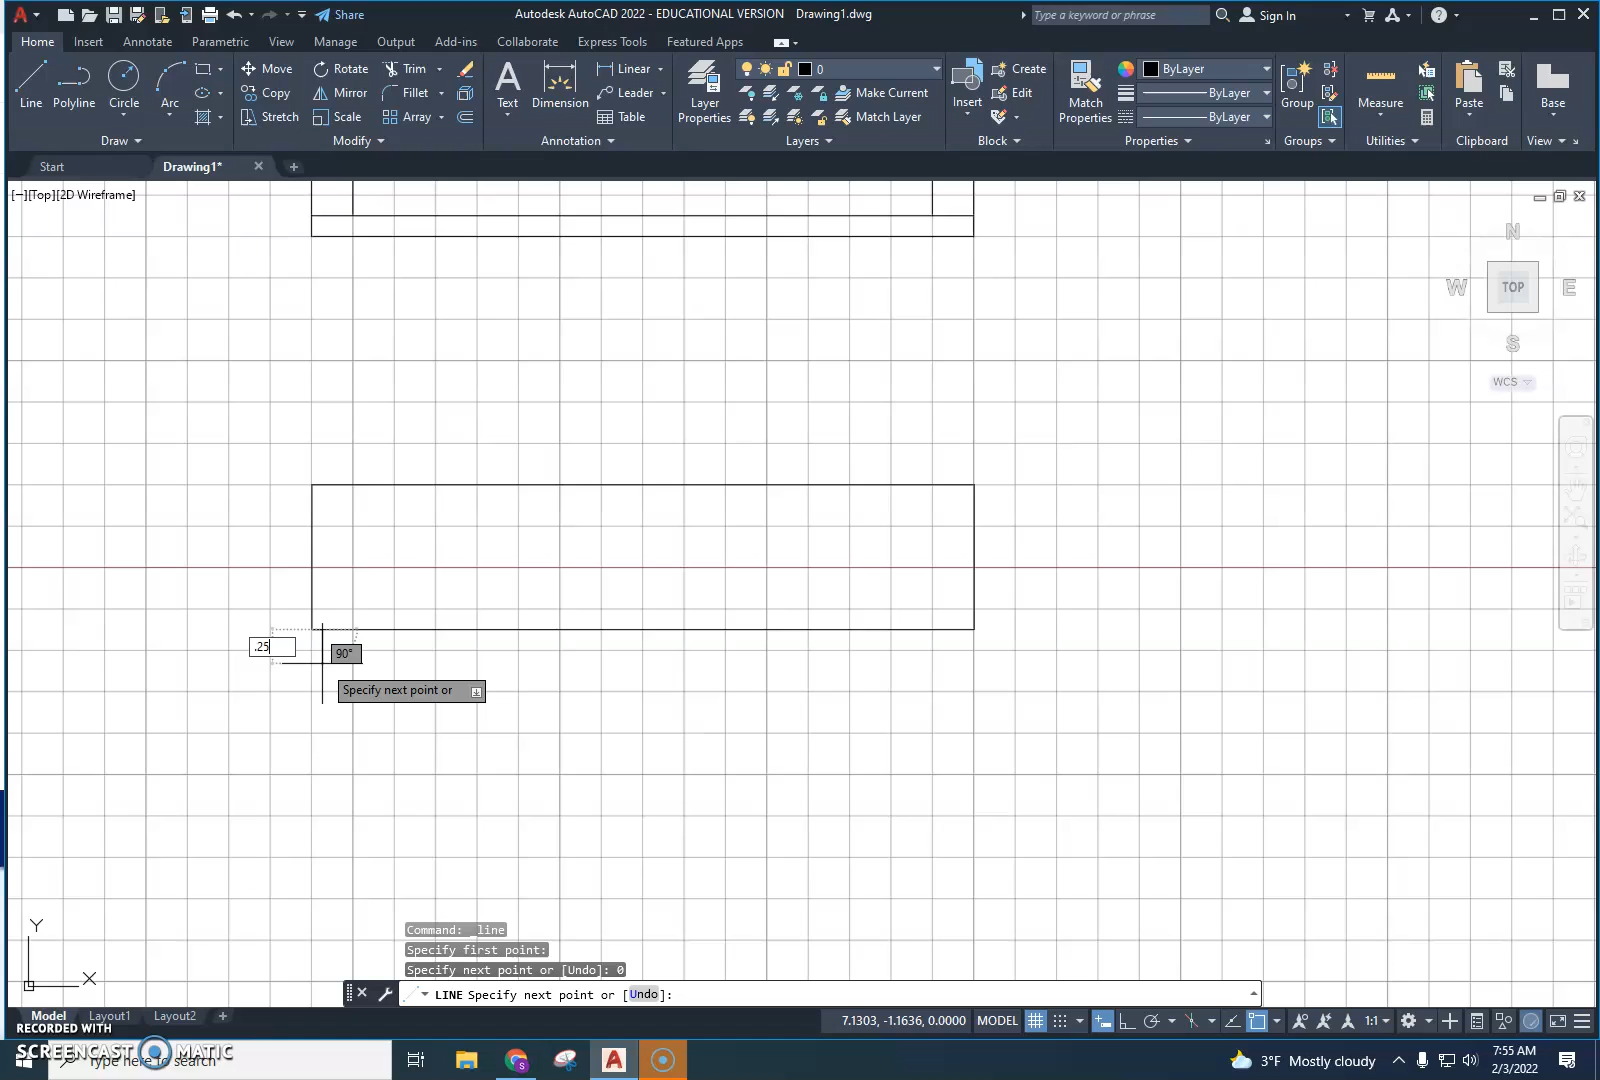 Share
Autodesk AutoCAD 2022 - EDUCATIONAL VERSION Drawing1.dwg
Type a keyword or phrase
Sign In
Home Insert Annotate Parametric View Manage Output Add-ins Collaborate Express Tools Featured Apps
Line Polyline Circle Arc
Move Rotate Trim
Copy Mirror Fillet
Stretch Scale Array
Text Dimension
Linear
Leader
Table
Layer Properties
0
Make Current
Match Layer
Insert
Create
Edit
Match Properties
ByLayer
ByLayer
ByLayer
Group
Measure
Paste
Base
Draw Modify Annotation Layers Block Properties Groups Utilities Clipboard View
Start Drawing1*
[−][Top][2D Wireframe]
N
W TOP E
S
WCS
.25
90°
Specify next point or
Y
X
Command: _line
Specify first point:
Specify next point or [Undo]: 0
LINE Specify next point or [Undo]:
Model Layout1 Layout2
7.1303, -1.1636, 0.0000 MODEL
1:1
RECORDED WITH
SCREENCAST MATIC
Type here to search
3°F Mostly cloudy
7:55 AM
2/3/2022